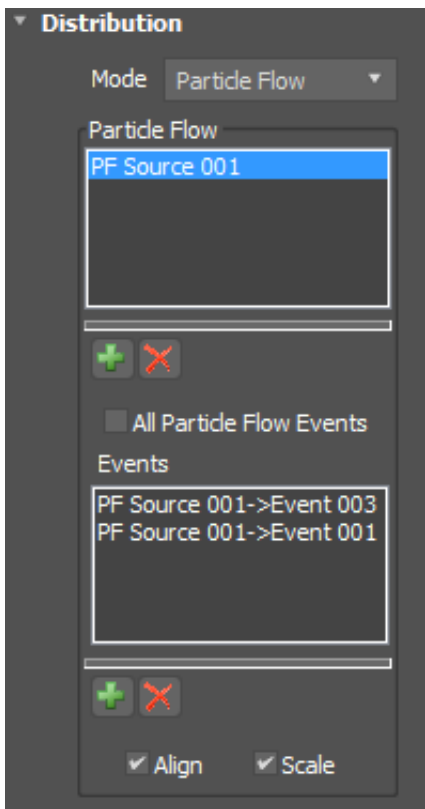 Distribution
Mode Particle Flow
Particle Flow
PF Source 001
All Particle Flow Events
Events
PF Source 001->Event 003
PF Source 001->Event 001
Align Scale